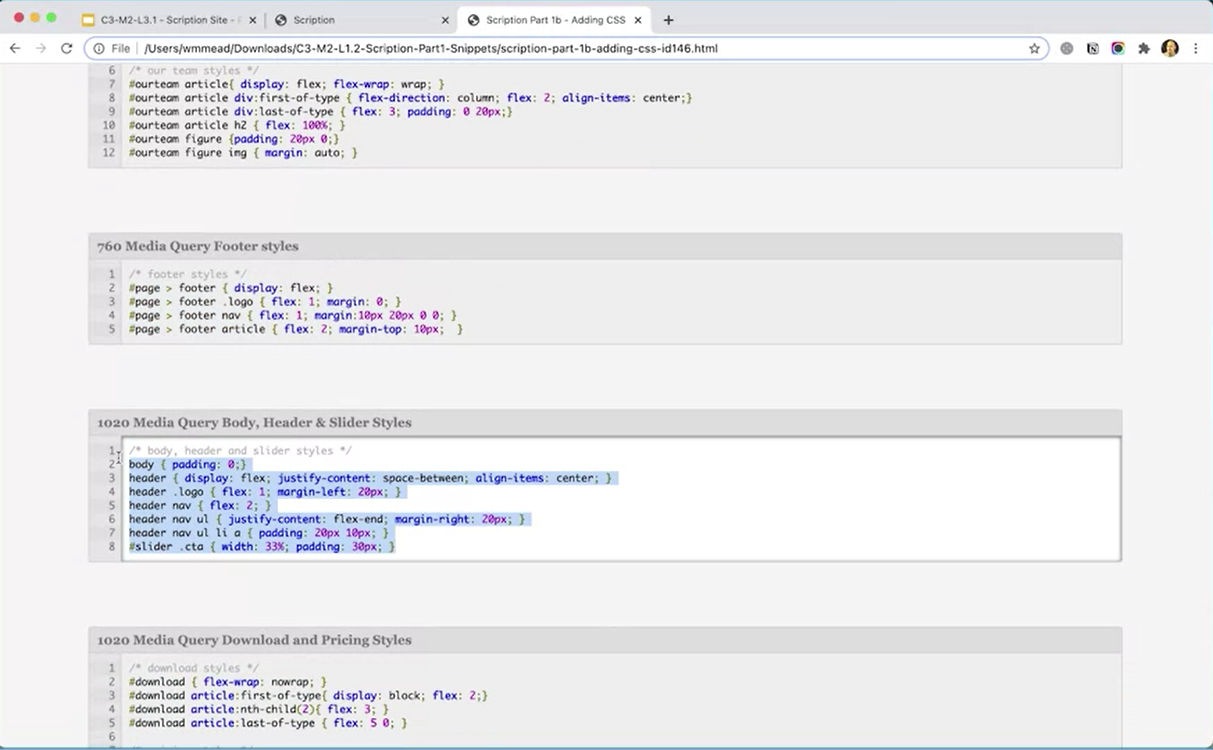 C3-M2-L3.1 - Scription Site -
Scription
Scription Part 1b - Adding CSS
File
/Users/wmmead/Downloads/C3-M2-L1.2-Scription-Part1-Snippets/scription-part-1b-adding-css-id146.html
6 /* our team styles */
7 #ourteam article{ display: flex; flex-wrap: wrap; }
8 #ourteam article div:first-of-type { flex-direction: column; flex: 2; align-items: center;}
9 #ourteam article div:last-of-type { flex: 3; padding: 0 20px;}
10 #ourteam article h2 { flex: 100%; }
11 #ourteam figure {padding: 20px 0;}
12 #ourteam figure img { margin: auto; }
760 Media Query Footer styles
1 /* footer styles */
2 #page > footer { display: flex; }
3 #page > footer .logo { flex: 1; margin: 0; }
4 #page > footer nav { flex: 1; margin:10px 20px 0 0; }
5 #page > footer article { flex: 2; margin-top: 10px; }
1020 Media Query Body, Header & Slider Styles
1 /* body, header and slider styles */
2 body { padding: 0;}
3 header { display: flex; justify-content: space-between; align-items: center; }
4 header .logo { flex: 1; margin-left: 20px; }
5 header nav { flex: 2; }
6 header nav ul { justify-content: flex-end; margin-right: 20px; }
7 header nav ul li a { padding: 20px 10px; }
8 #slider .cta { width: 33%; padding: 30px; }
1020 Media Query Download and Pricing Styles
1 /* download styles */
2 #download { flex-wrap: nowrap; }
3 #download article:first-of-type{ display: block; flex: 2;}
4 #download article:nth-child(2){ flex: 3; }
5 #download article:last-of-type { flex: 5 0; }
6